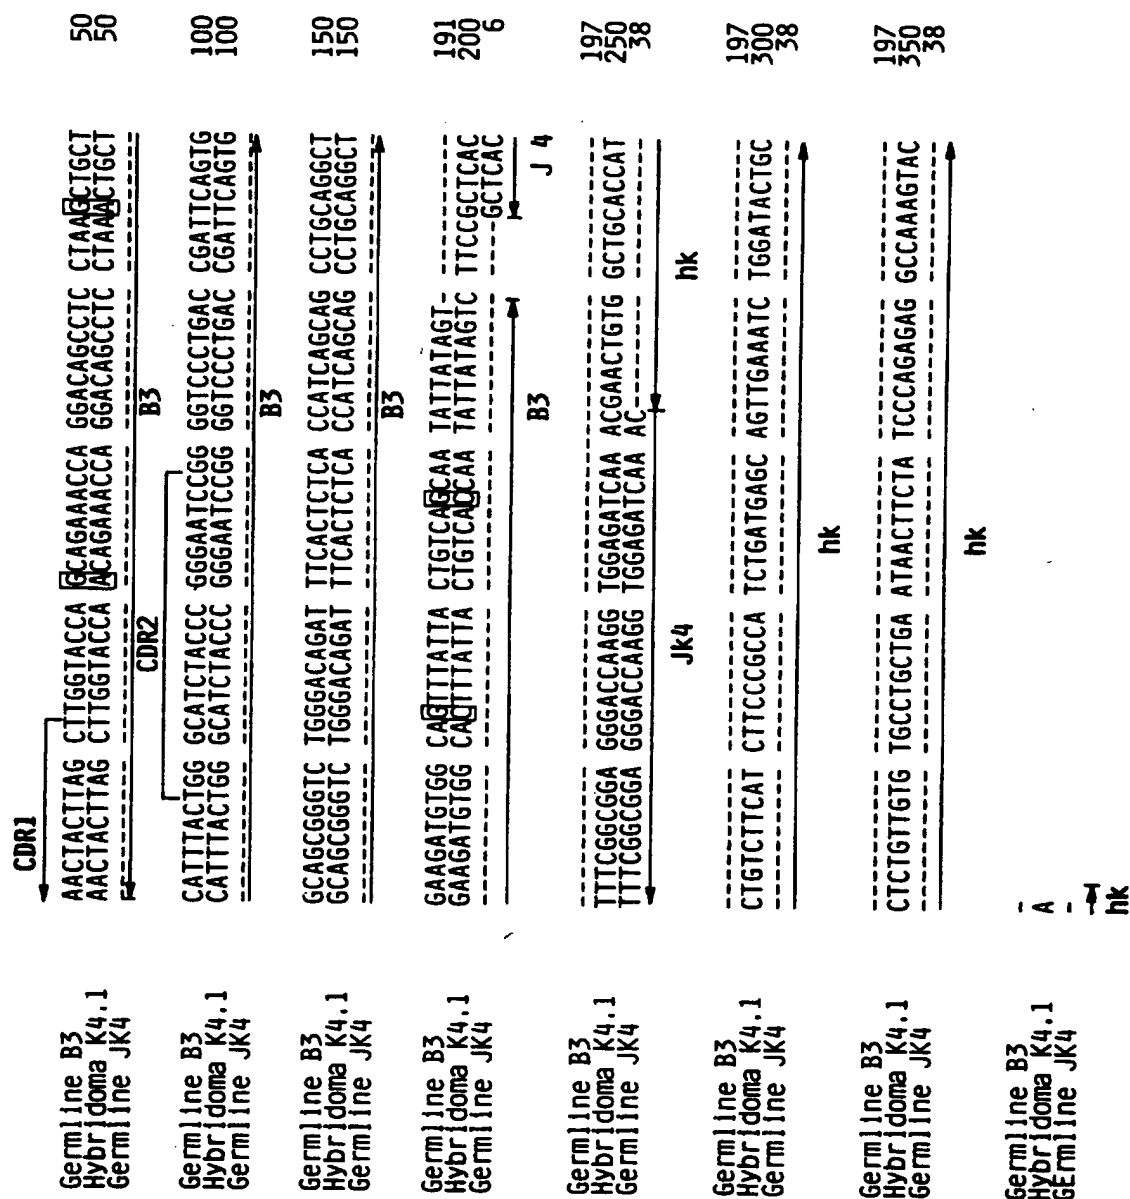 CDR1
Germline B3 AACTACTTAG CTTGGTACCA GCAGAAACCA GGACAGCCTC CTAAGCTGCT 50
Hybridoma K4.1 AACTACTTAG CTTGGTACCA ACAGAAACCA GGACAGCCTC CTAAACTGCT 50
Germline JK4 ---------- ---------- ---------- ---------- ----------
B3
CDR2
Germline B3 CATTTACTGG GCATCTACCC GGGAATCCGG GGTCCCTGAC CGATTCAGTG 100
Hybridoma K4.1 CATTTACTGG GCATCTACCC GGGAATCCGG GGTCCCTGAC CGATTCAGTG 100
Germline JK4 ---------- ---------- ---------- ---------- ----------
B3
Germline B3 GCAGCGGGTC TGGGACAGAT TTCACTCTCA CCATCAGCAG CCTGCAGGCT 150
Hybridoma K4.1 GCAGCGGGTC TGGGACAGAT TTCACTCTCA CCATCAGCAG CCTGCAGGCT 150
Germline JK4 ---------- ---------- ---------- ---------- ----------
B3
Germline B3 GAAGATGTGG CAGTTTATTA CTGTCAGCAA TATTATAGT- ---------- 191
Hybridoma K4.1 GAAGATGTGG CACTTTATTA CTGTCACCAA TATTATAGTC TTCCGCTCAC 200
Germline JK4 ---------- ---------- ---------- ---------- ----GCTCAC 6
B3 J 4
Germline B3 ---------- ---------- ---------- ---------- ---------- 197
Hybridoma K4.1 TTTCGGCGGA GGGACCAAGG TGGAGATCAA ACGAACTGTG GCTGCACCAT 250
Germline JK4 TTTCGGCGGA GGGACCAAGG TGGAGATCAA AC-------- ---------- 38
Jk4 hk
Germline B3 ---------- ---------- ---------- ---------- ---------- 197
Hybridoma K4.1 CTGTCTTCAT CTTCCCGCCA TCTGATGAGC AGTTGAAATC TGGATACTGC 300
Germline JK4 ---------- ---------- ---------- ---------- ---------- 38
hk
Germline B3 ---------- ---------- ---------- ---------- ---------- 197
Hybridoma K4.1 CTCTGTTGTG TGCCTGCTGA ATAACTTCTA TCCCAGAGAG GCCAAAGTAC 350
Germline JK4 ---------- ---------- ---------- ---------- ---------- 38
hk
Germline B3 -
Hybridoma K4.1 A
GErmline JK4 -
hk